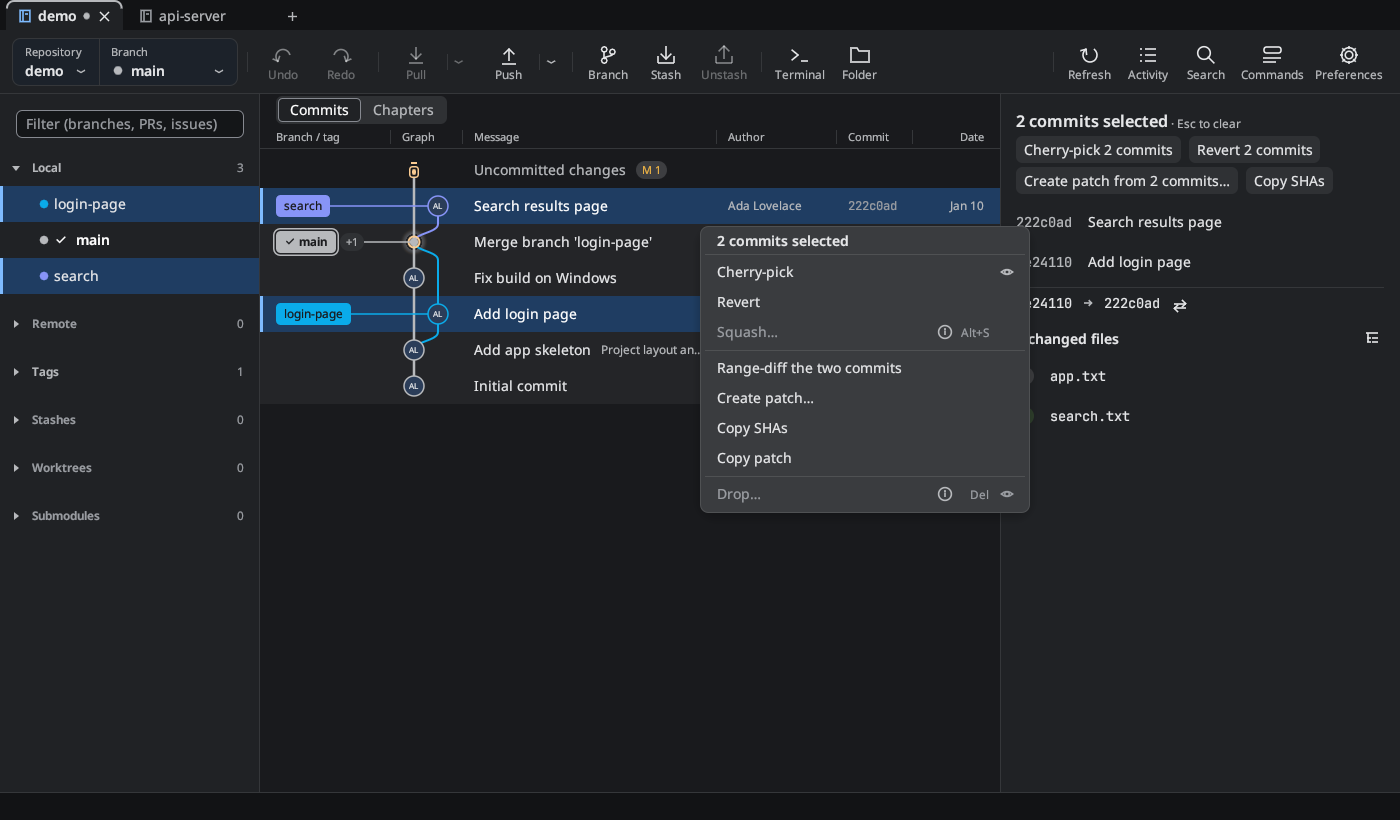 demo
api-server
Repository
demo
Branch
main
Undo
Redo
Pull
Push
Branch
Stash
Unstash
Terminal
Folder
Refresh
Activity
Search
Commands
Preferences
Filter (branches, PRs, issues)
Local 3
login-page
main
search
Remote 0
Tags 1
Stashes 0
Worktrees 0
Submodules 0
Commits
Chapters
Branch / tag
Graph
Message
Author
Commit
Date
Uncommitted changes M 1
search AL Search results page Ada Lovelace 222c0ad Jan 10
main +1 Merge branch 'login-page'
AL Fix build on Windows
login-page AL Add login page
AL Add app skeleton Project layout an...
AL Initial commit
2 commits selected
Cherry-pick
Revert
Squash... Alt+S
Range-diff the two commits
Create patch...
Copy SHAs
Copy patch
Drop... Del
2 commits selected · Esc to clear
Cherry-pick 2 commits
Revert 2 commits
Create patch from 2 commits...
Copy SHAs
222c0ad Search results page
e24110 Add login page
e24110 → 222c0ad
changed files
app.txt
search.txt